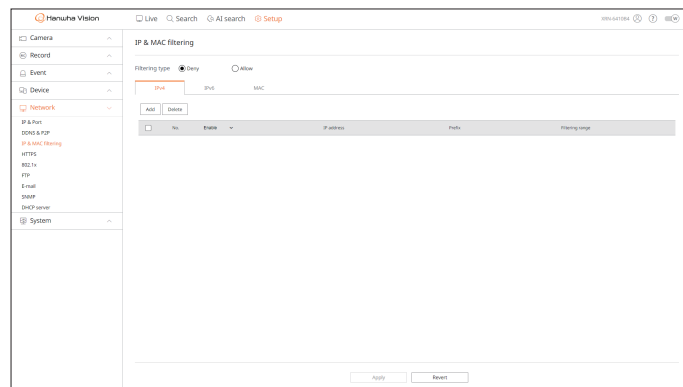 Hanwha Vision
Live Search AI search Setup
Camera
Record
Event
Device
Network
IP & Port
DDNS & P2P
IP & MAC filtering
HTTPS
802.1x
FTP
E-mail
SNMP
DHCP server
System
IP & MAC filtering
Filtering type Deny Allow
IPv4 IPv6 MAC
Add Delete
No. Enable IP address Prefix Filtering range
Apply Revert